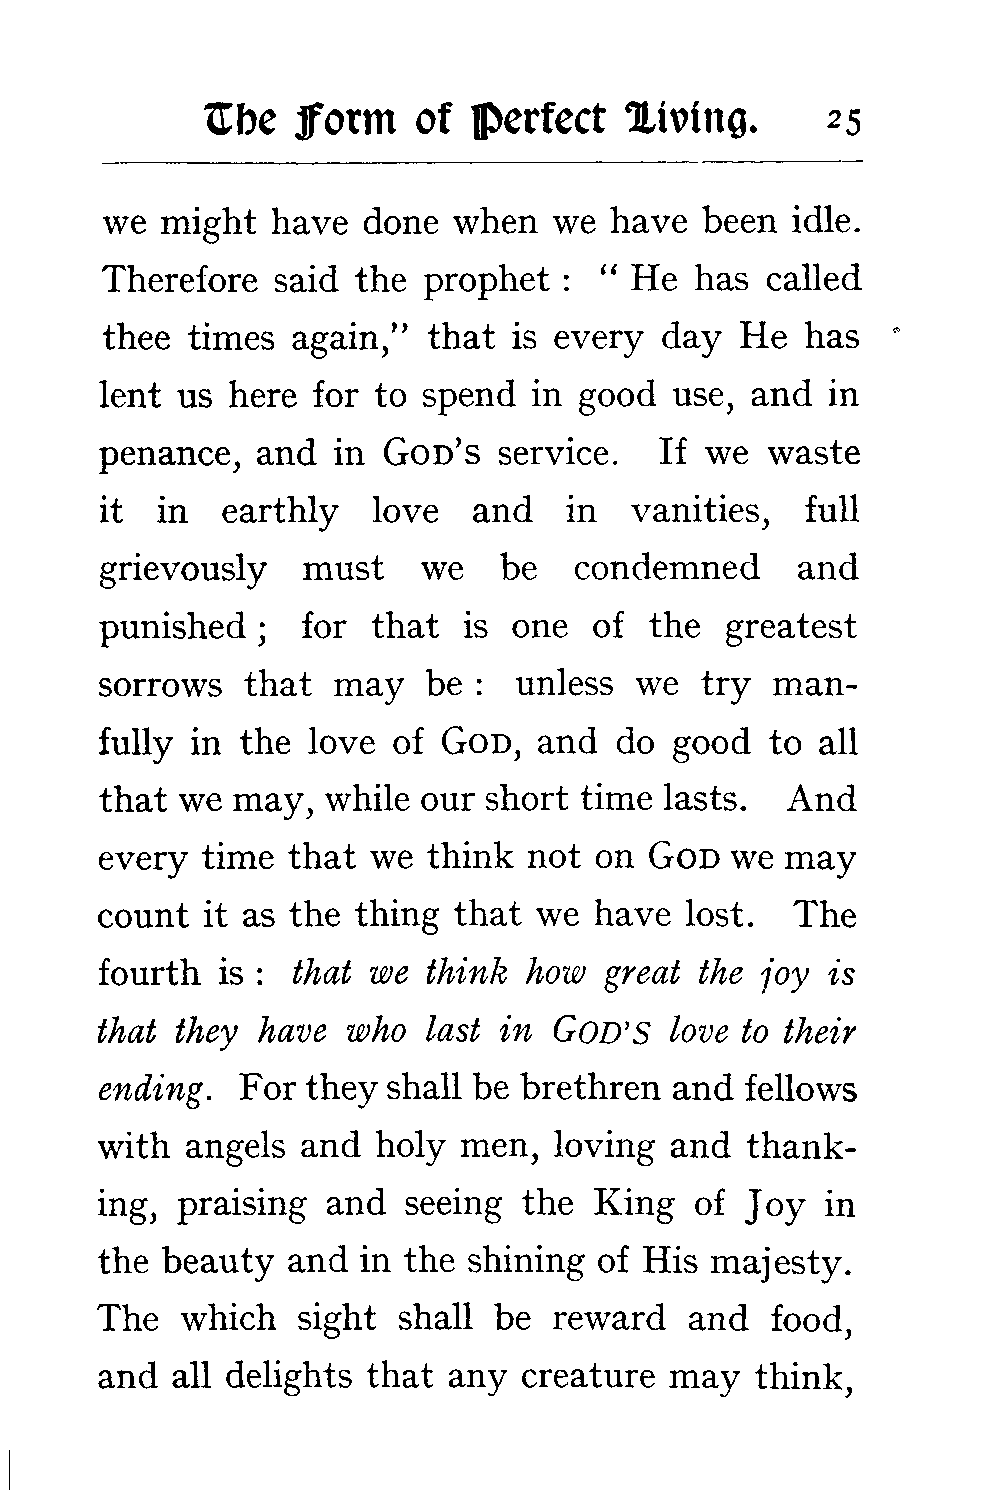 The Form of Perfect Living. 25
we might have done when we have been idle.
Therefore said the prophet : “ He has called
thee times again,” that is every day He has
lent us here for to spend in good use, and in
penance, and in GOD’S service. If we waste
it in earthly love and in vanities, full
grievously must we be condemned and
punished ; for that is one of the greatest
sorrows that may be : unless we try man-
fully in the love of GOD, and do good to all
that we may, while our short time lasts. And
every time that we think not on GOD we may
count it as the thing that we have lost. The
fourth is : that we think how great the joy is
that they have who last in GOD’S love to their
ending. For they shall be brethren and fellows
with angels and holy men, loving and thank-
ing, praising and seeing the King of Joy in
the beauty and in the shining of His majesty.
The which sight shall be reward and food,
and all delights that any creature may think,